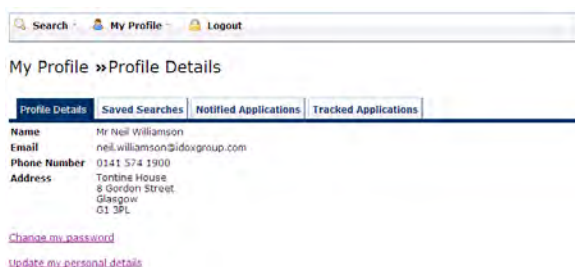 Search My Profile Logout
My Profile »Profile Details
Profile Details Saved Searches Notified Applications Tracked Applications
Name Mr Neil Williamson
Email neil.williamson@idoxgroup.com
Phone Number 0141 574 1900
Address Tontine House
8 Gordon Street
Glasgow
G1 3PL
Change my password
Update my personal details